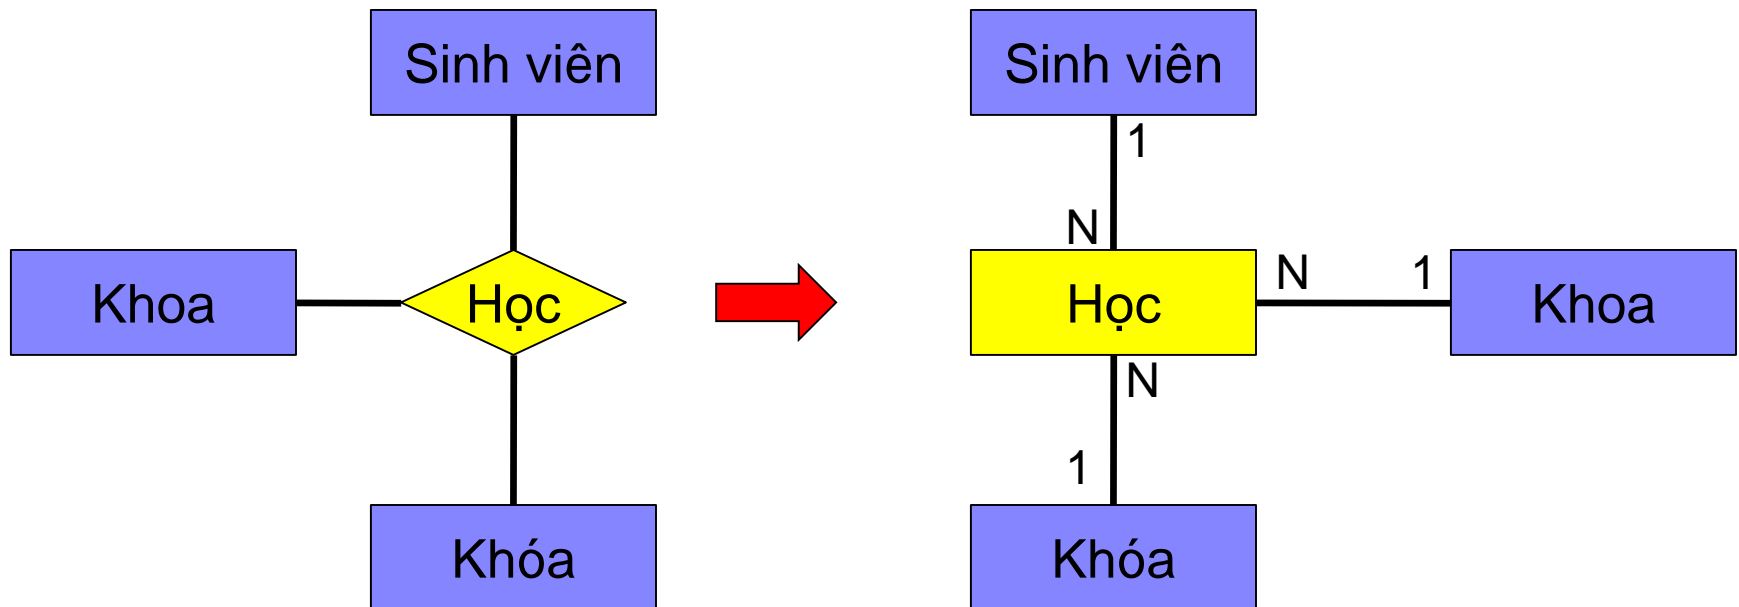 Sinh viên
Sinh viên
1
N
Khoa
Học
Học
N
1
Khoa
N
1
Khóa
Khóa